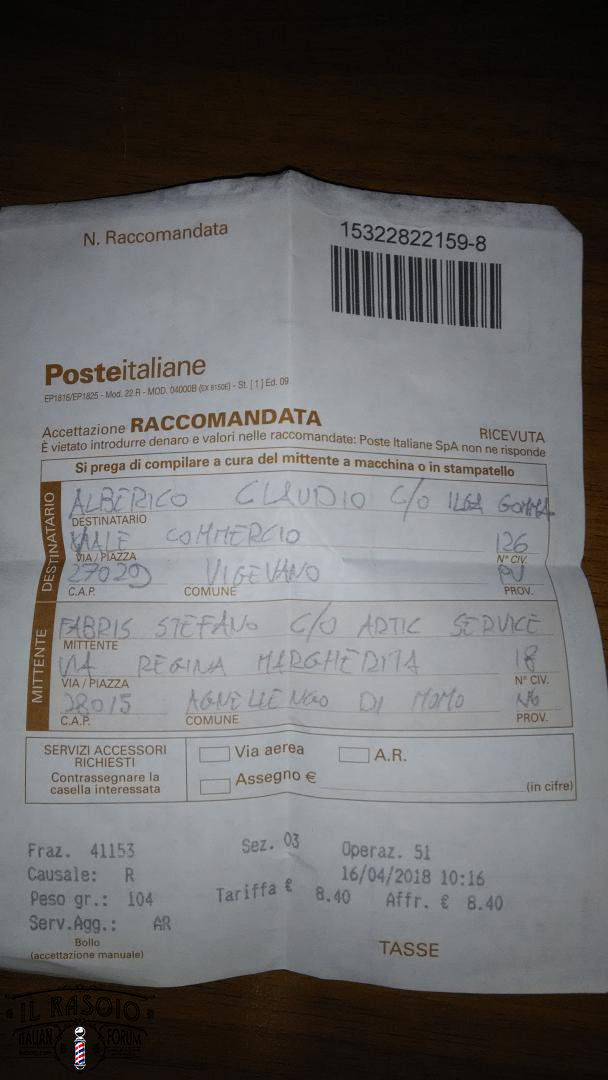 N. Raccomandata
15322822159-8
Posteitaliane
EP1816/EP1825 - Mod. 22 R - MOD. 04000B (EX 8150E) - St. [1] Ed. 09
Accettazione RACCOMANDATA
RICEVUTA
È vietato introdurre denaro e valori nelle raccomandate: Poste Italiane SpA non ne risponde
Si prega di compilare a cura del mittente a macchina o in stampatello
DESTINATARIO
ALBERICO CLAUDIO C/O ILGA GOMMA
DESTINATARIO
VIALE COMMERCIO 126
VIA / PIAZZA N° CIV.
27029 VIGEVANO PV
C.A.P. COMUNE PROV.
MITTENTE
FABRIS STEFANO C/O ARTIC SERVICE
MITTENTE
VIA REGINA MARGHERITA 18
VIA / PIAZZA N° CIV.
28015 AGNELLENGO DI MOMO NO
C.A.P. COMUNE PROV.
SERVIZI ACCESSORI
RICHIESTI
Contrassegnare la
casella interessata
Via aerea A.R.
Assegno € (in cifre)
Fraz. 41153 Sez. 03 Operaz. 51
Causale: R 16/04/2018 10:16
Peso gr.: 104 Tariffa € 8.40 Affr. € 8.40
Serv.Agg.: AR
Bollo
(accettazione manuale)
TASSE
IL RASOIO
ITALIAN FORUM